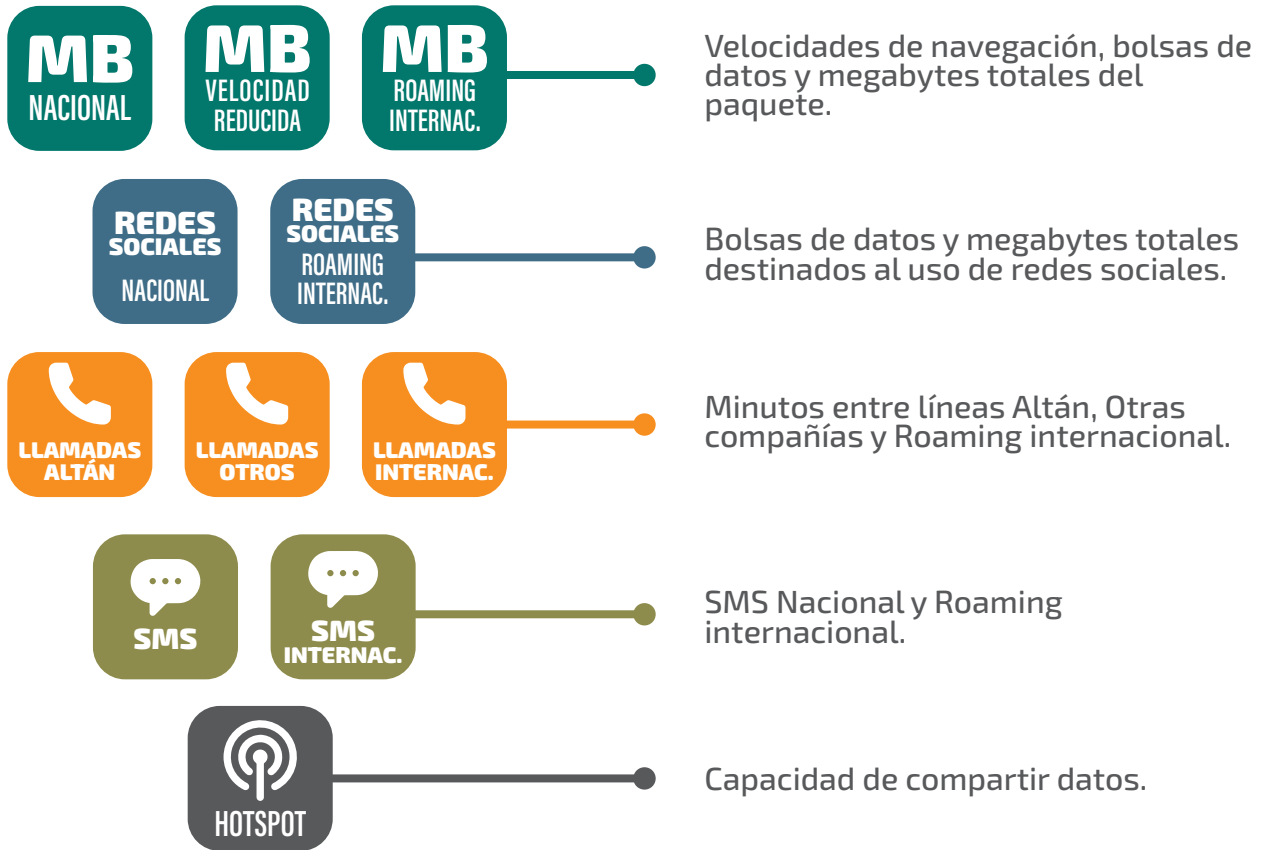 MB
NACIONAL
MB
VELOCIDAD
REDUCIDA
MB
ROAMING
INTERNAC.
Velocidades de navegación, bolsas de
datos y megabytes totales del
paquete.
REDES
SOCIALES
NACIONAL
REDES
SOCIALES
ROAMING
INTERNAC.
Bolsas de datos y megabytes totales
destinados al uso de redes sociales.
LLAMADAS
ALTÁN
LLAMADAS
OTROS
LLAMADAS
INTERNAC.
Minutos entre líneas Altán, Otras
compañías y Roaming internacional.
SMS
SMS
INTERNAC.
SMS Nacional y Roaming
internacional.
HOTSPOT
Capacidad de compartir datos.